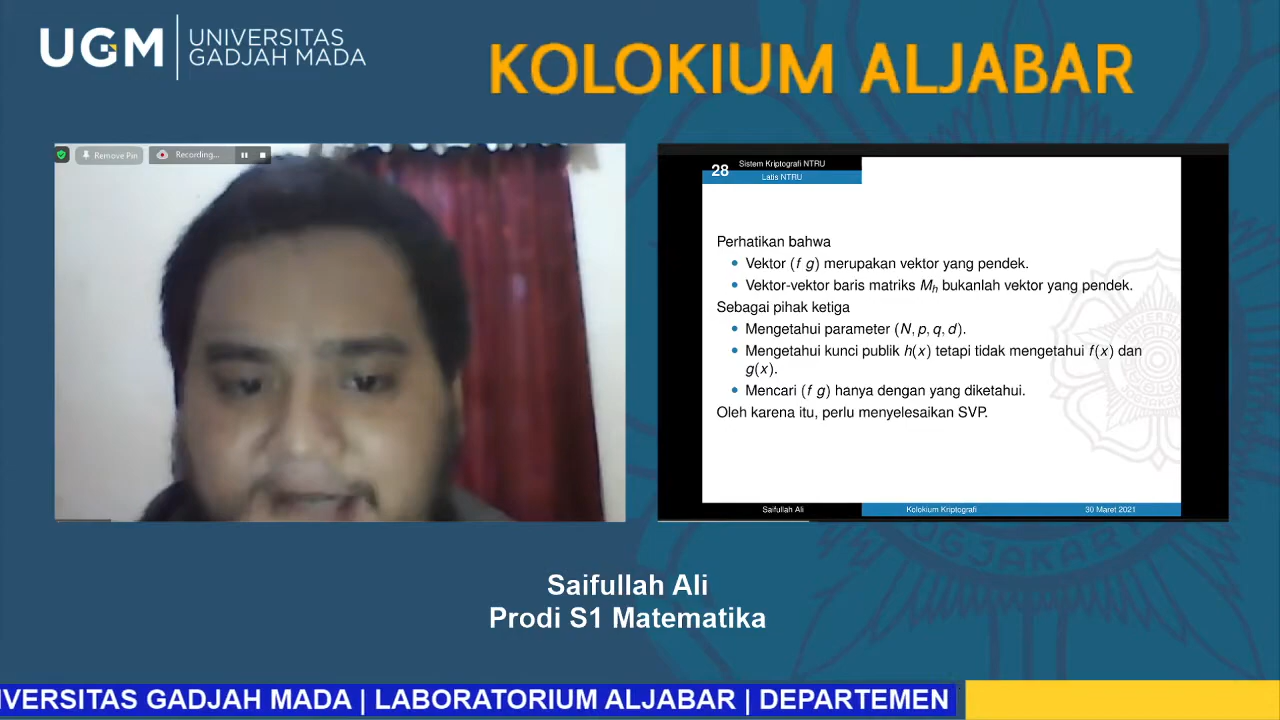 UGM
UNIVERSITAS
GADJAH MADA
KOLOKIUM ALJABAR
Remove Pin
Recording...
28
Sistem Kriptografi NTRU
Latis NTRU
Perhatikan bahwa
• Vektor (f g) merupakan vektor yang pendek.
• Vektor-vektor baris matriks Mh bukanlah vektor yang pendek.
Sebagai pihak ketiga
• Mengetahui parameter (N, p, q, d).
• Mengetahui kunci publik h(x) tetapi tidak mengetahui f(x) dan
g(x).
• Mencari (f g) hanya dengan yang diketahui.
Oleh karena itu, perlu menyelesaikan SVP.
Saifullah Ali
Kolokium Kriptografi
30 Maret 2021
Saifullah Ali
Prodi S1 Matematika
IVERSITAS GADJAH MADA | LABORATORIUM ALJABAR | DEPARTEMEN